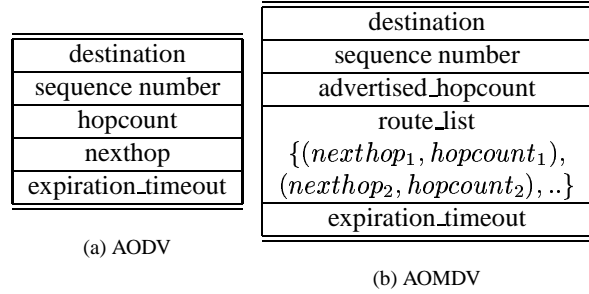 destination
sequence number
hopcount
nexthop
expiration_timeout
(a) AODV
destination
sequence number
advertised_hopcount
route_list
{(nexthop₁, hopcount₁),
(nexthop₂, hopcount₂), ..}
expiration_timeout
(b) AOMDV